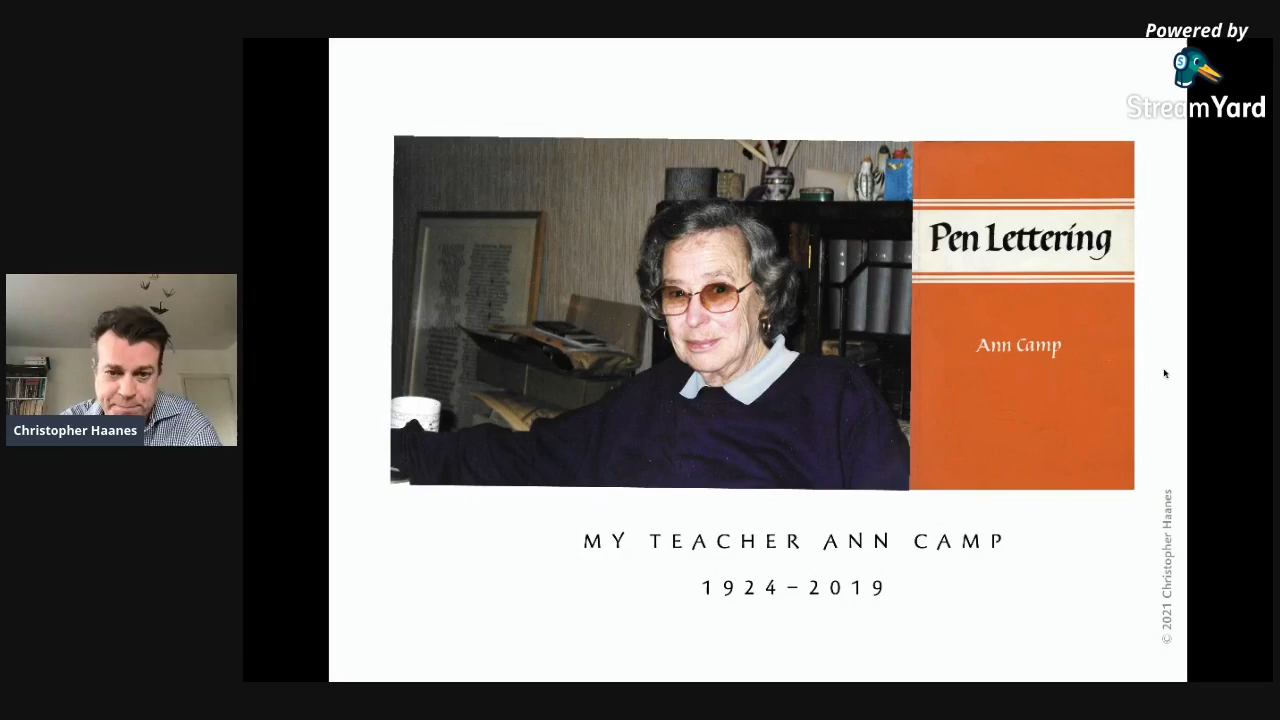 Powered by
StreamYard
Pen Lettering
Ann Camp
Christopher Haanes
MY TEACHER ANN CAMP
1924–2019
© 2021 Christopher Haanes